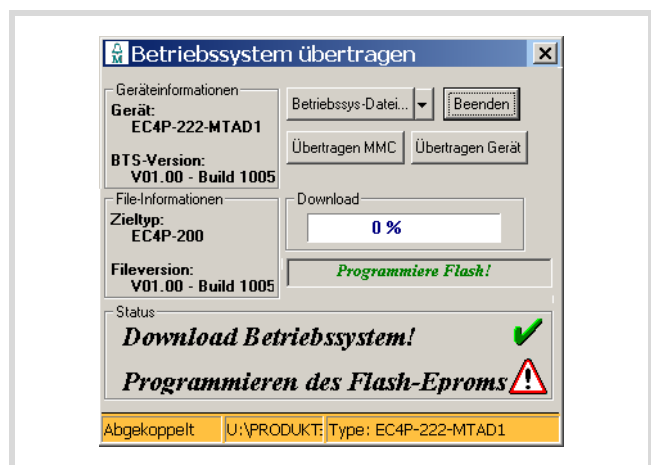 Betriebssystem übertragen
Geräteinformationen
Gerät:
EC4P-222-MTAD1
BTS-Version:
V01.00 - Build 1005
Betriebssys-Datei...
Beenden
Übertragen MMC
Übertragen Gerät
File-Informationen
Zieltyp:
EC4P-200
Fileversion:
V01.00 - Build 1005
Download
0 %
Programmiere Flash!
Status
Download Betriebssystem!
Programmieren des Flash-Eproms
Abgekoppelt
U:\PRODUKT:
Type: EC4P-222-MTAD1